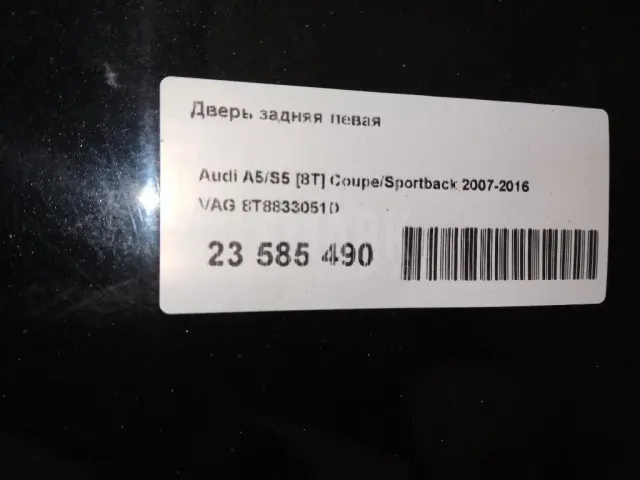 Дверь задняя левая
Audi A5/S5 [8T] Coupe/Sportback 2007-2016
VAG 8T8833051D
23 585 490